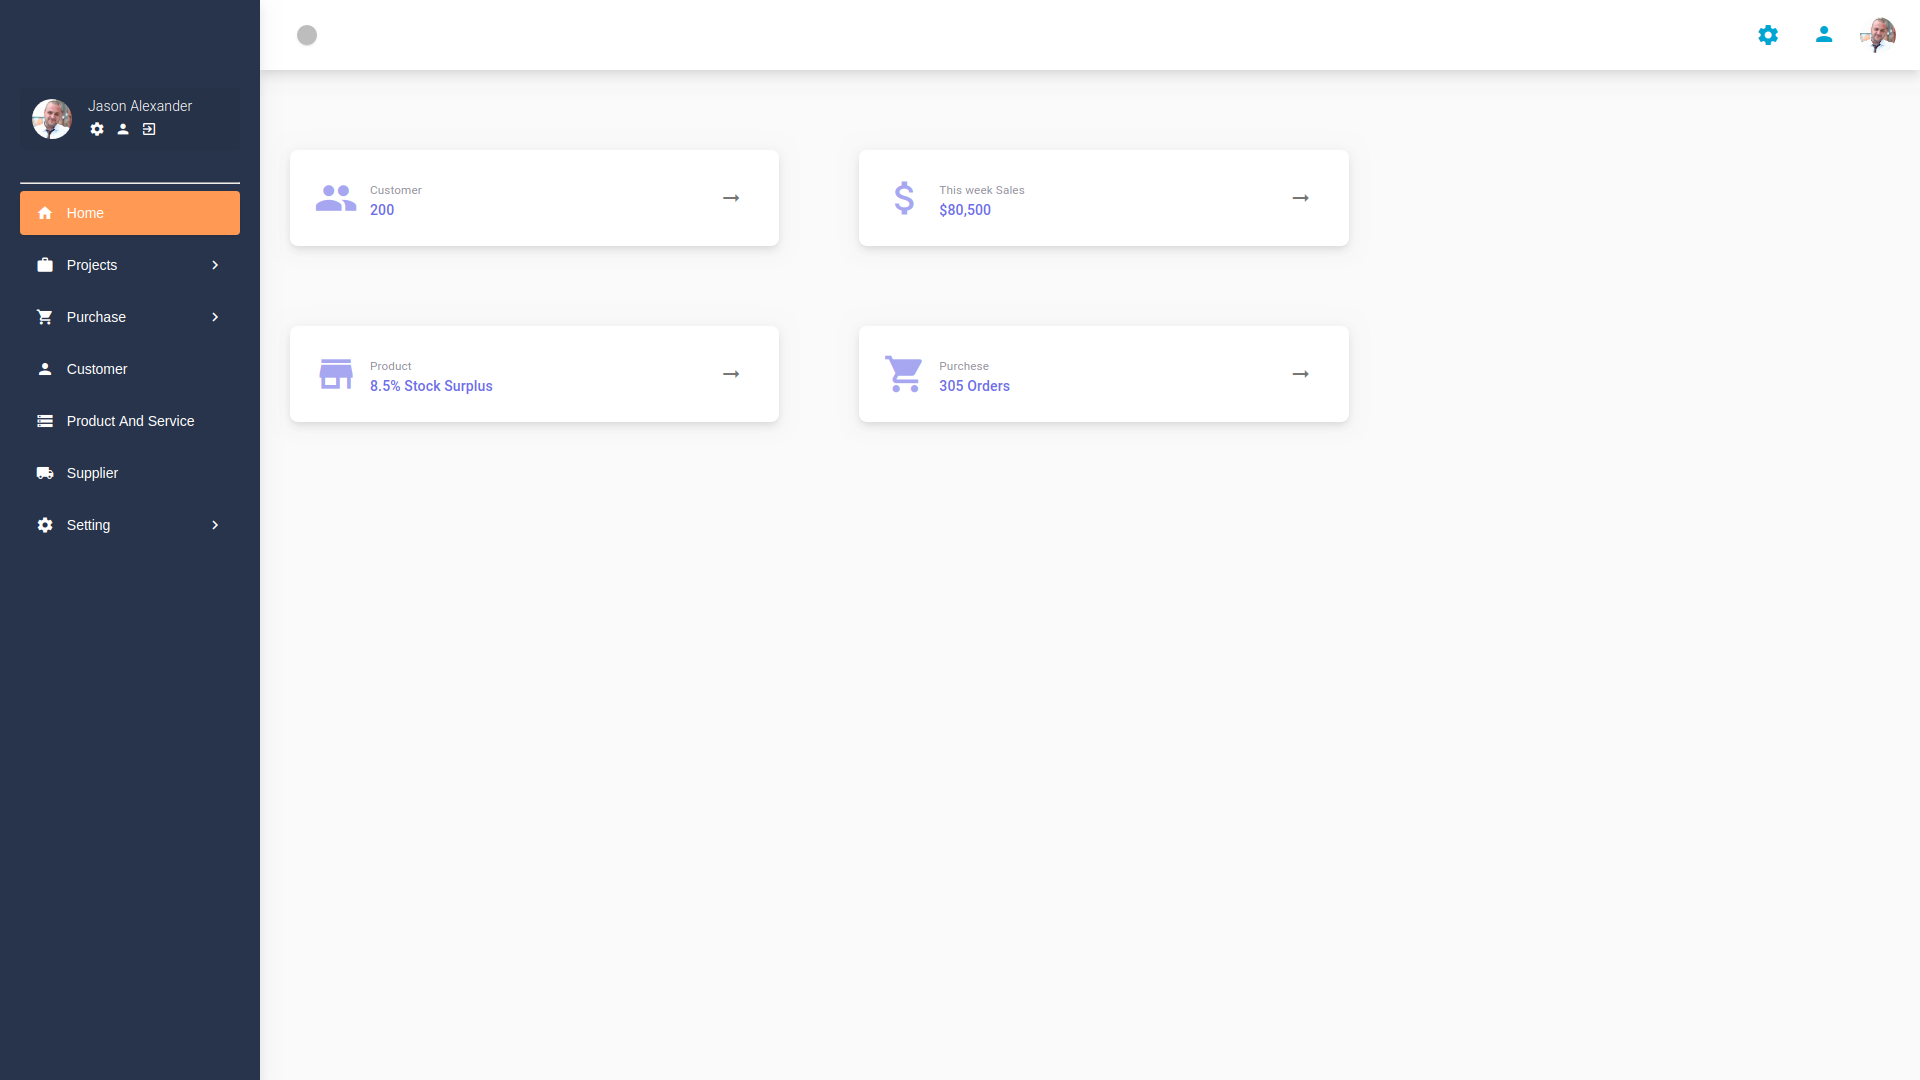 Jason Alexander
Home
Projects
Purchase
Customer
Product And Service
Supplier
Setting
Customer
200
This week Sales
$80,500
Product
8.5% Stock Surplus
Purchese
305 Orders